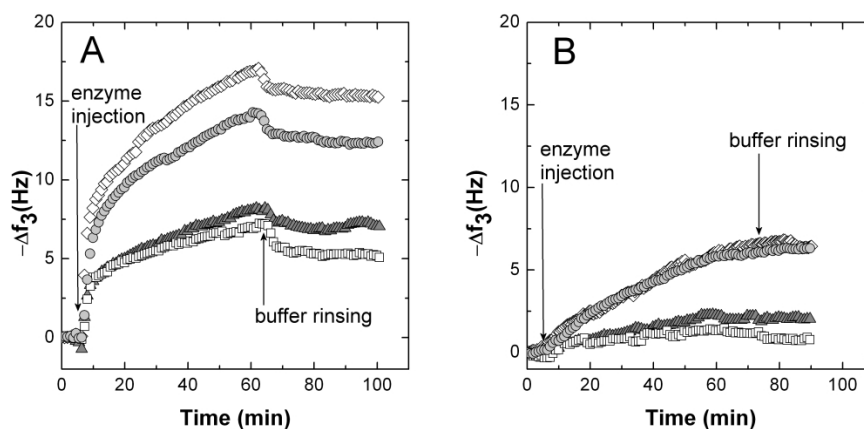 A
enzyme
injection
buffer rinsing
20
15
10
5
0
−Δf₃(Hz)
0 20 40 60 80 100
Time (min)
B
buffer rinsing
enzyme
injection
20
15
10
5
0
−Δf₃(Hz)
0 20 40 60 80 100
Time (min)